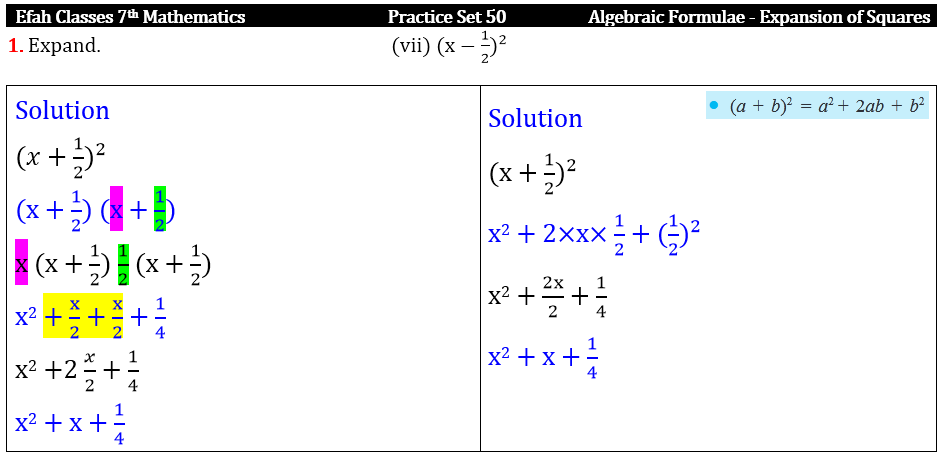 Efah Classes 7th Mathematics Practice Set 50 Algebraic Formulae - Expansion of Squares
1. Expand. (vii) (x − 1/2)²
Solution
(x + 1/2)²
(x + 1/2) (x + 1/2)
x (x + 1/2) 1/2 (x + 1/2)
x² + x/2 + x/2 + 1/4
x² +2 x/2 + 1/4
x² + x + 1/4
• (a + b)² = a² + 2ab + b²
Solution
(x + 1/2)²
x² + 2×x× 1/2 + (1/2)²
x² + 2x/2 + 1/4
x² + x + 1/4